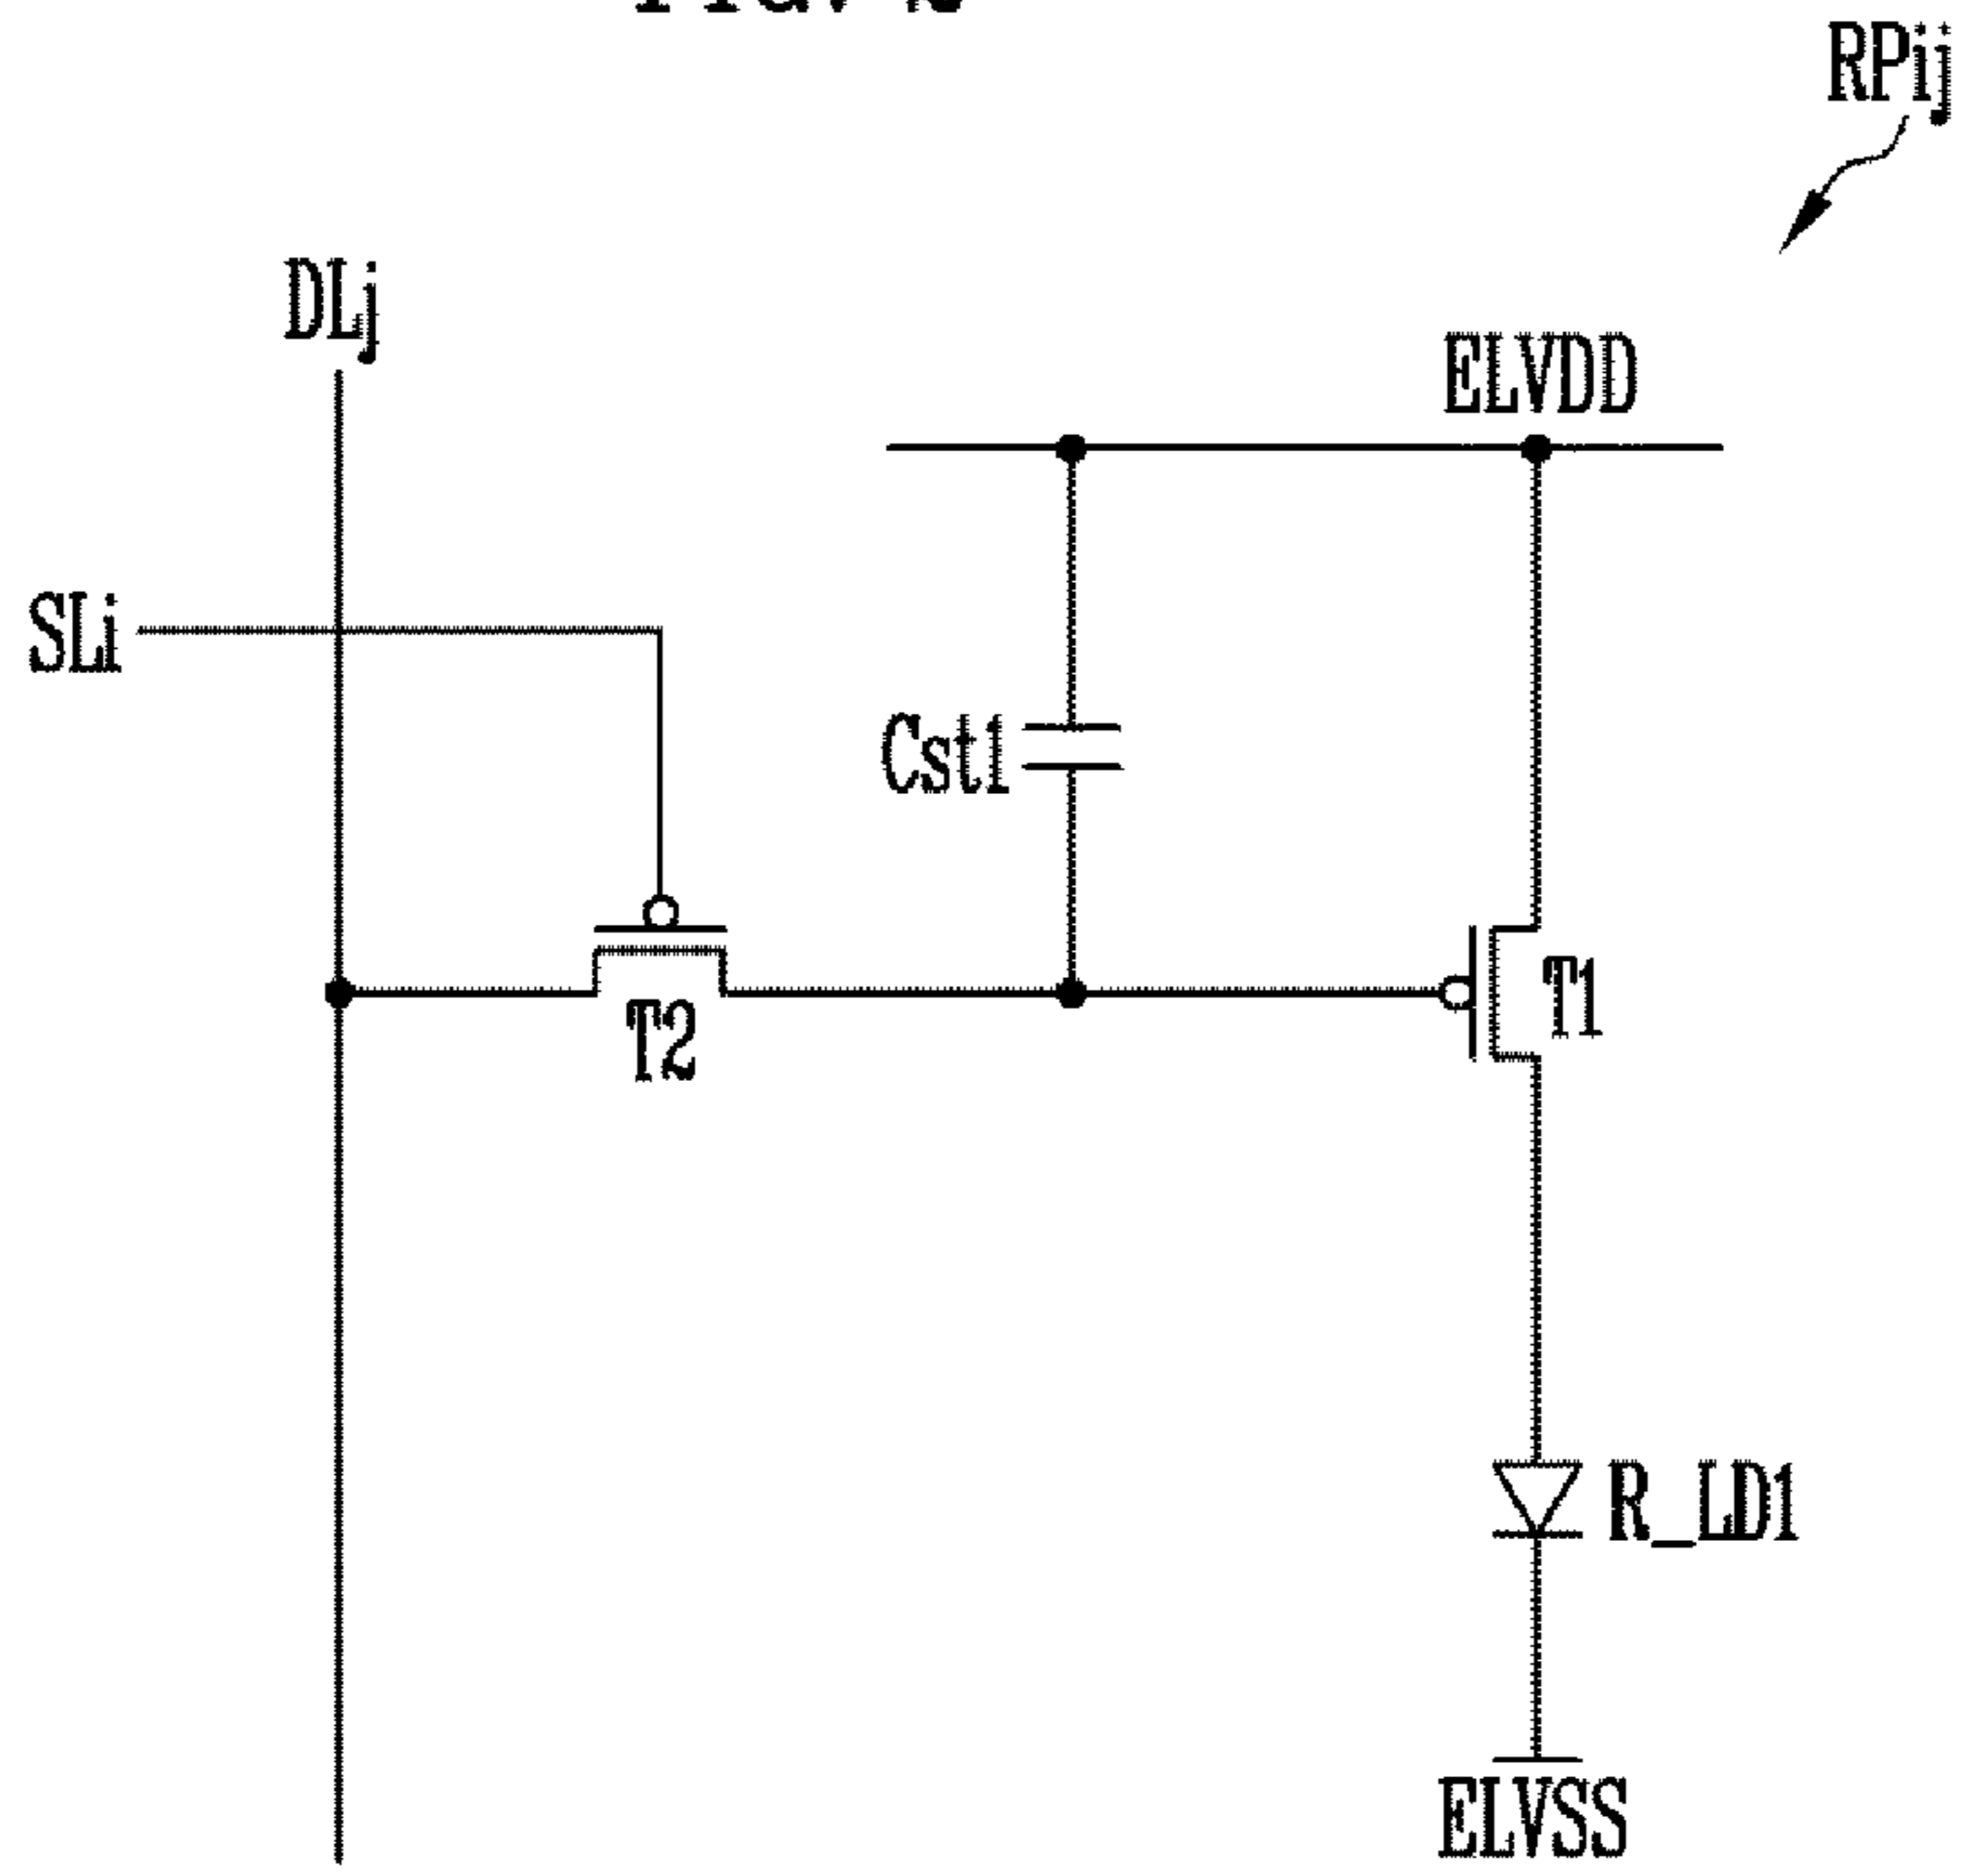 RPij
DLj
ELVDD
SLi
Cst1
T1
T2
R_LD1
ELVSS